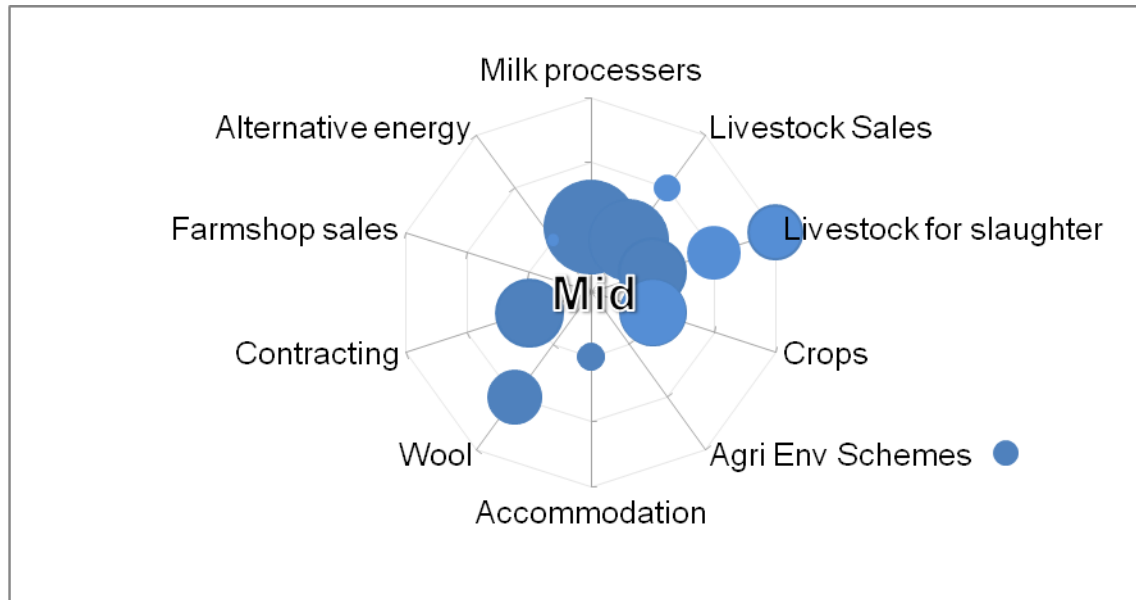 Milk processers
Alternative energy
Livestock Sales
Farmshop sales
Livestock for slaughter
Mid
Contracting
Crops
Wool
Agri Env Schemes
Accommodation